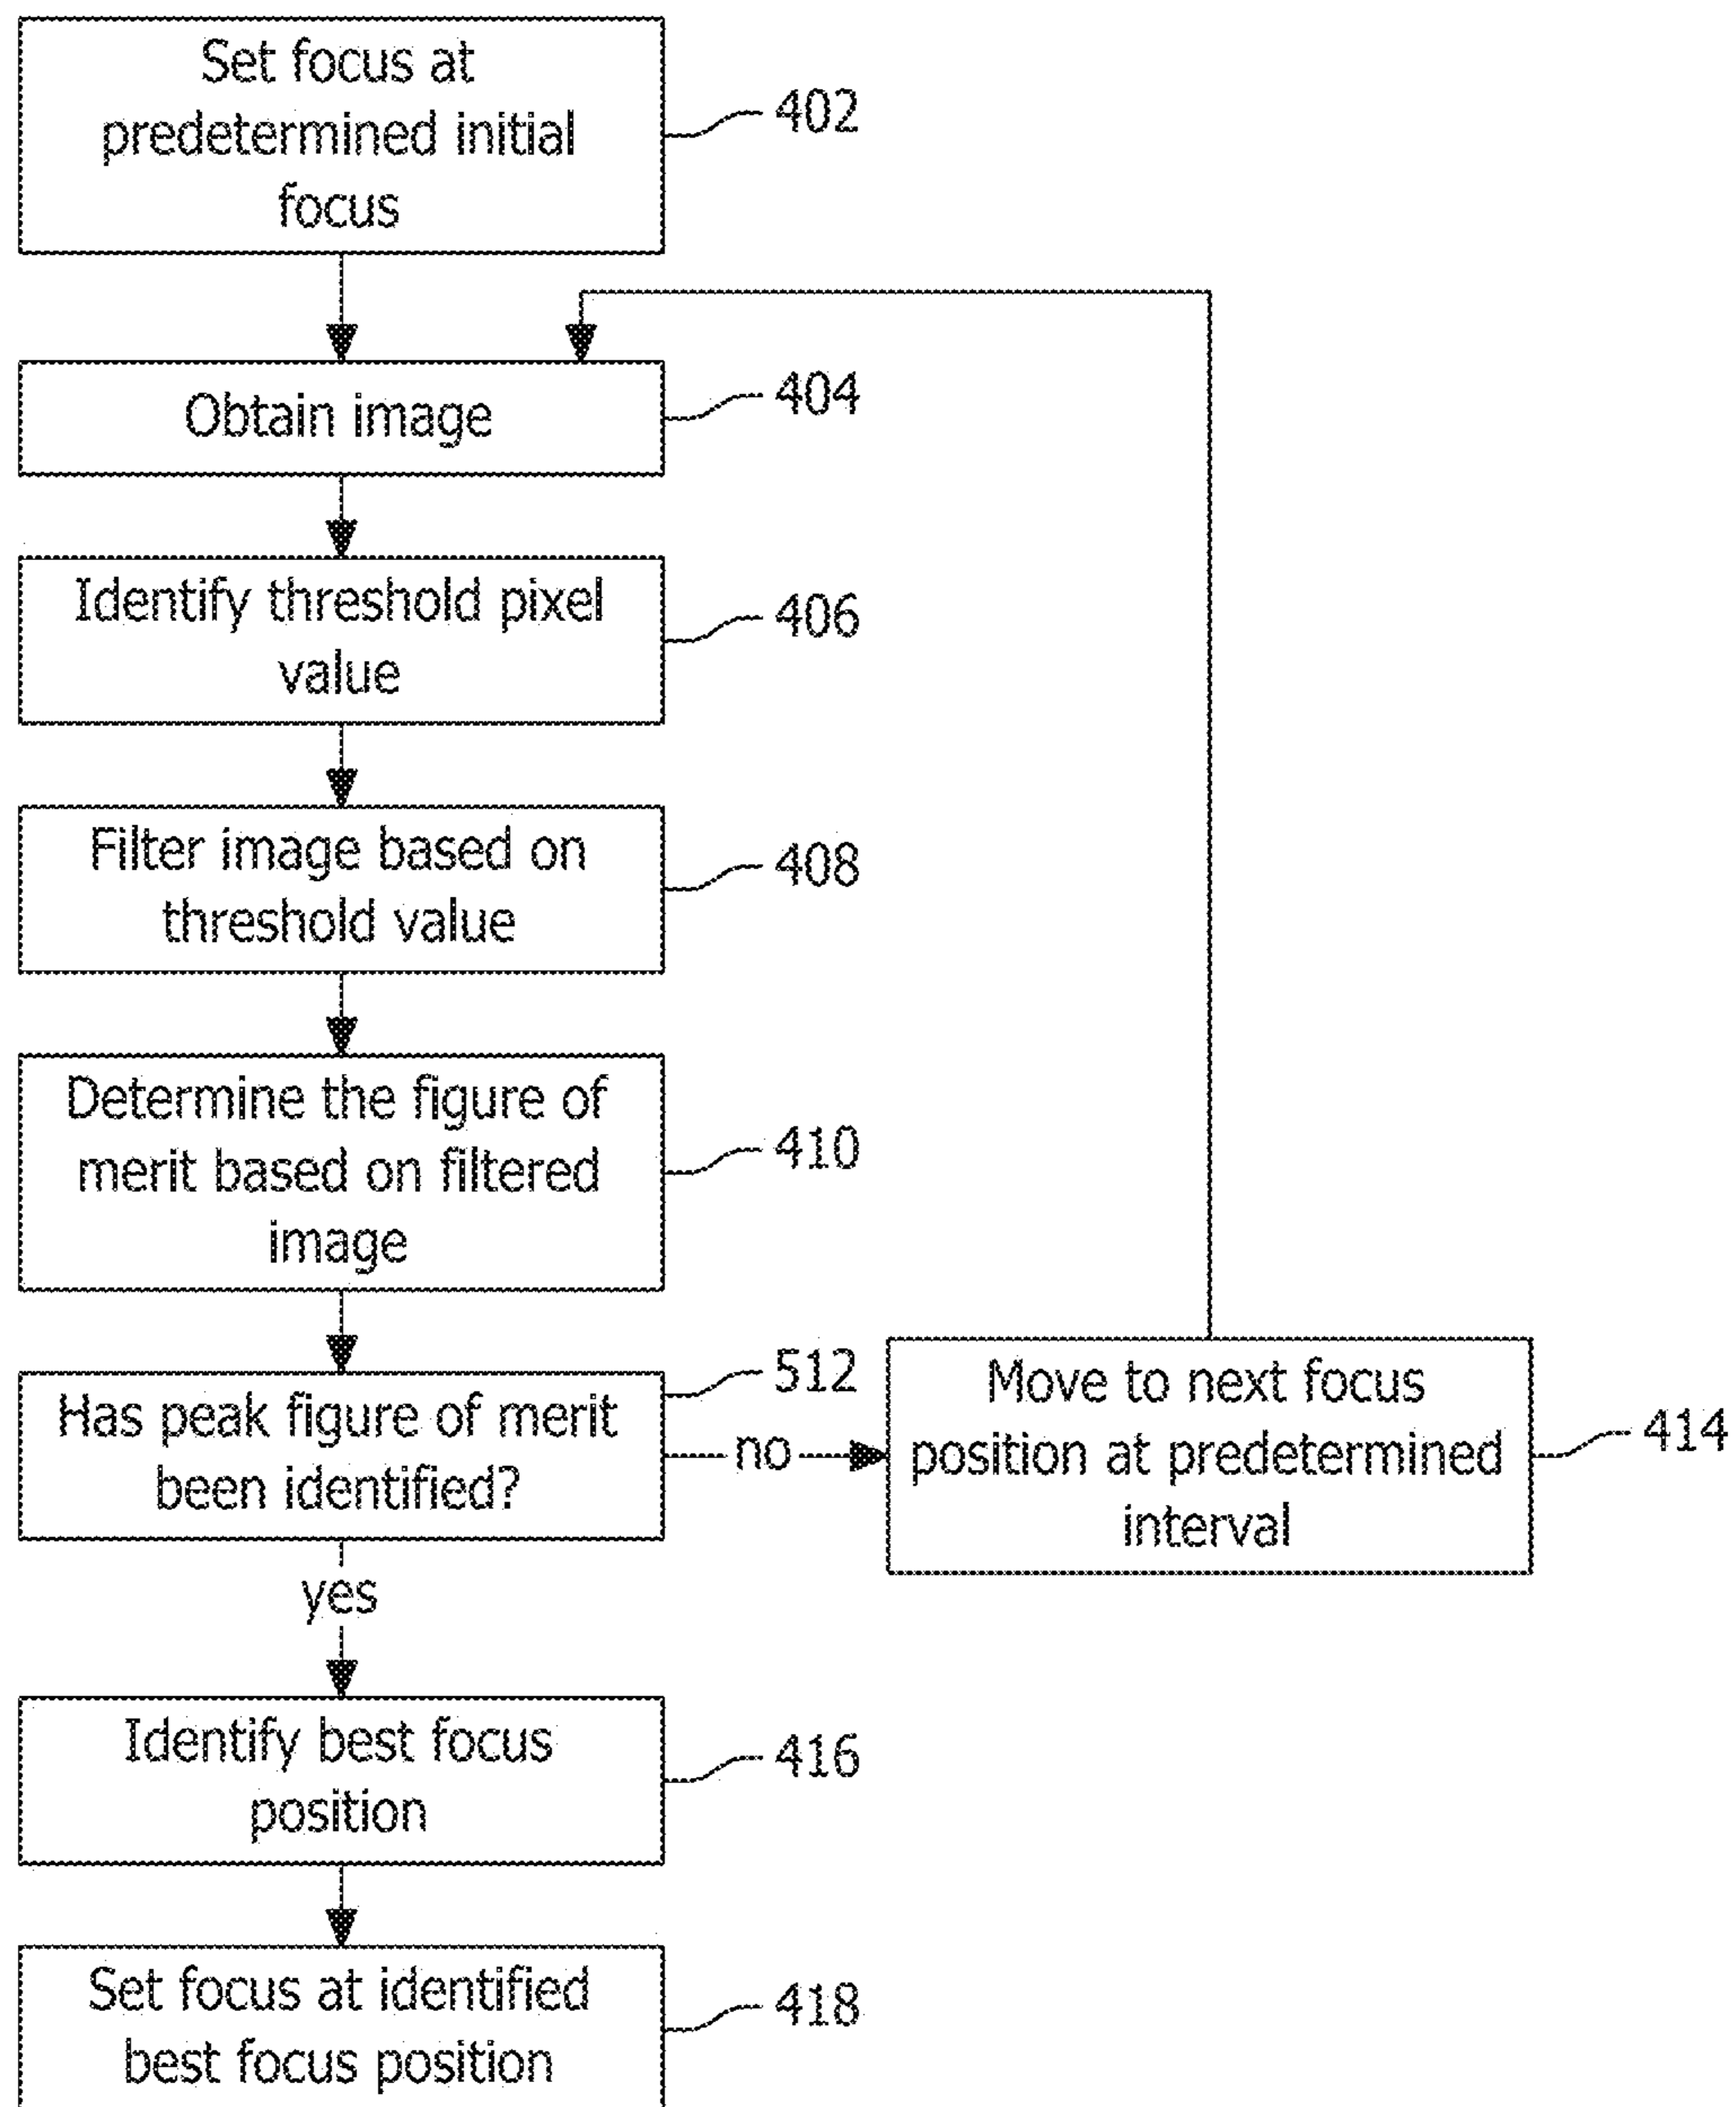 Set focus at
predetermined initial
focus
402
Obtain image
404
Identify threshold pixel
value
406
Filter image based on
threshold value
408
Determine the figure of
merit based on filtered
image
410
Has peak figure of merit
been identified?
512
no
Move to next focus
position at predetermined
interval
414
yes
Identify best focus
position
416
Set focus at identified
best focus position
418